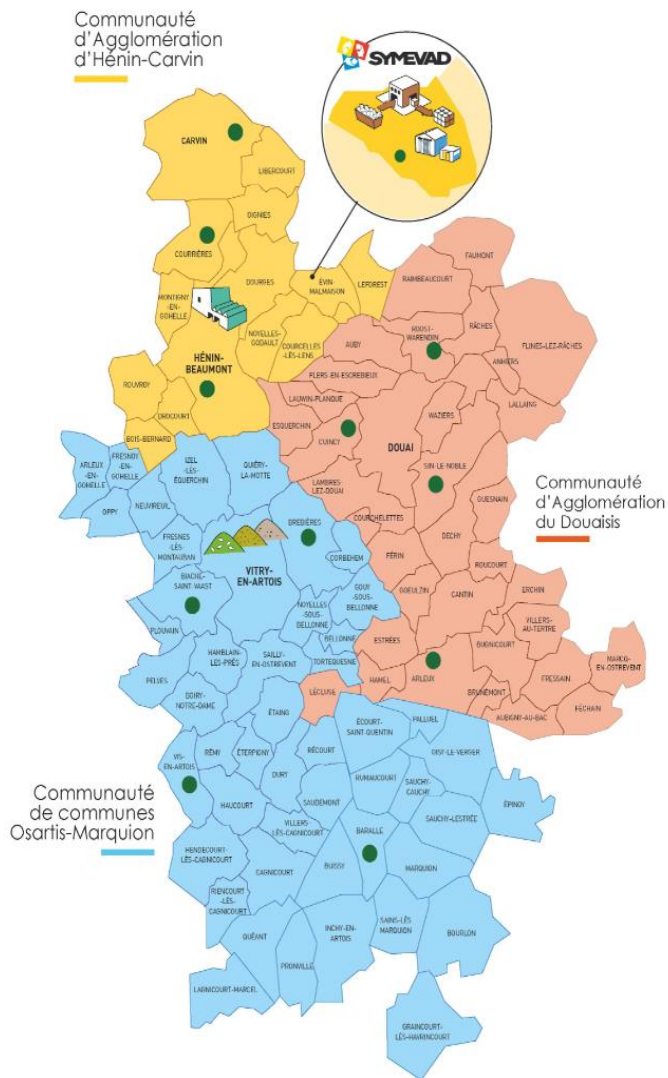 Communauté
d'Agglomération
d'Hénin-Carvin
SYMEVAD
CARVIN
LIBERCOURT
OIGNIES
COURRIÈRES
DOURGES
ÉVIN-
MALMAISON
LEFOREST
MONTIGNY
-EN-
GOHELLE
NOYELLES-
GODAULT
COURCELLES
-LÈS-LENS
HÉNIN-
BEAUMONT
ROUVROY
DROCOURT
BOIS-BERNARD
FAUMONT
RAIMBEAUCOURT
ROOST-
WARENDIN
RÂCHES
FLINES-LEZ-RÂCHES
AUBY
ANHIERS
FLERS-EN-ESCREBIEUX
LALLAING
LAUWIN-PLANQUE
WAZIERS
ESQUERCHIN
CUINCY
DOUAI
SIN-LE-NOBLE
LAMBRES-
LEZ-DOUAI
GUESNAIN
COURCHELETTES
DECHY
FÉRIN
ROUCOURT
GOEULZIN
CANTIN
ERCHIN
VILLERS-
AU-TERTRE
ESTRÉES
BUGNICOURT
MARCQ-
EN-OSTREVENT
HAMEL
ARLEUX
FRESSAIN
BRUNÉMONT
FÉCHAIN
AUBIGNY-AU-BAC
LÉCLUSE
Communauté
d'Agglomération
du Douaisis
ARLEUX
-EN-
GOHELLE
FRESNOY
-EN-
GOHELLE
IZEL
-LÈS-
ÉQUERCHIN
QUIÉRY-
LA-MOTTE
OPPY
NEUVIREUIL
FRESNES
-LÈS-
MONTAUBAN
BREBIÈRES
CORBEHEM
VITRY-
EN-ARTOIS
BIACHE-
SAINT-VAAST
GOUY
-SOUS-
BELLONNE
NOYELLES
-SOUS-
BELLONNE
PLOUVAIN
BELLONNE
HAMBLAIN
-LES-PRÉS
SAILLY-
EN-OSTREVENT
TORTEQUESNE
PELVES
BOIRY-
NOTRE-DAME
ÉTAING
ÉCOURT-
SAINT-QUENTIN
PALLUEL
VIS-
EN-ARTOIS
RÉMY
ÉTERPIGNY
RÉCOURT
OISY-LE-VERGER
DURY
RUMAUCOURT
SAUCHY-
CAUCHY
ÉPINOY
HAUCOURT
SAUDEMONT
VILLERS
-LÈS-CAGNICOURT
SAUCHY-LESTRÉE
BARALLE
HENDECOURT
-LÈS-CAGNICOURT
CAGNICOURT
BUISSY
MARQUION
RIENCOURT
-LÈS-
CAGNICOURT
QUÉANT
PRONVILLE
INCHY-EN-
ARTOIS
SAINS-LÈS
MARQUION
BOURLON
LAGNICOURT-MARCEL
GRAINCOURT
-LÈS-HAVRINCOURT
Communauté
de communes
Osartis-Marquion